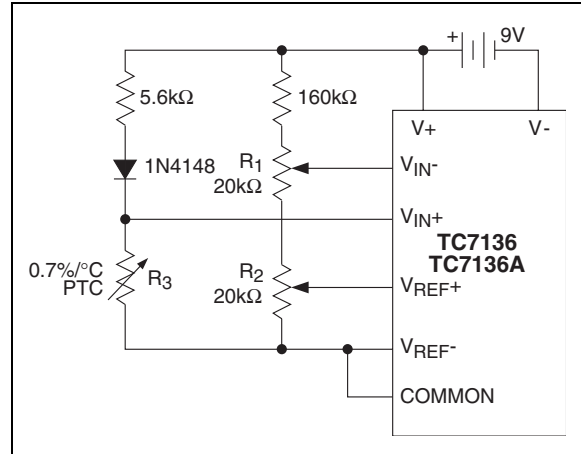 + 9V
5.6kΩ
160kΩ
V+
V-
1N4148
R1
20kΩ
VIN-
VIN+
TC7136
TC7136A
0.7%/°C
PTC
R3
R2
20kΩ
VREF+
VREF-
COMMON